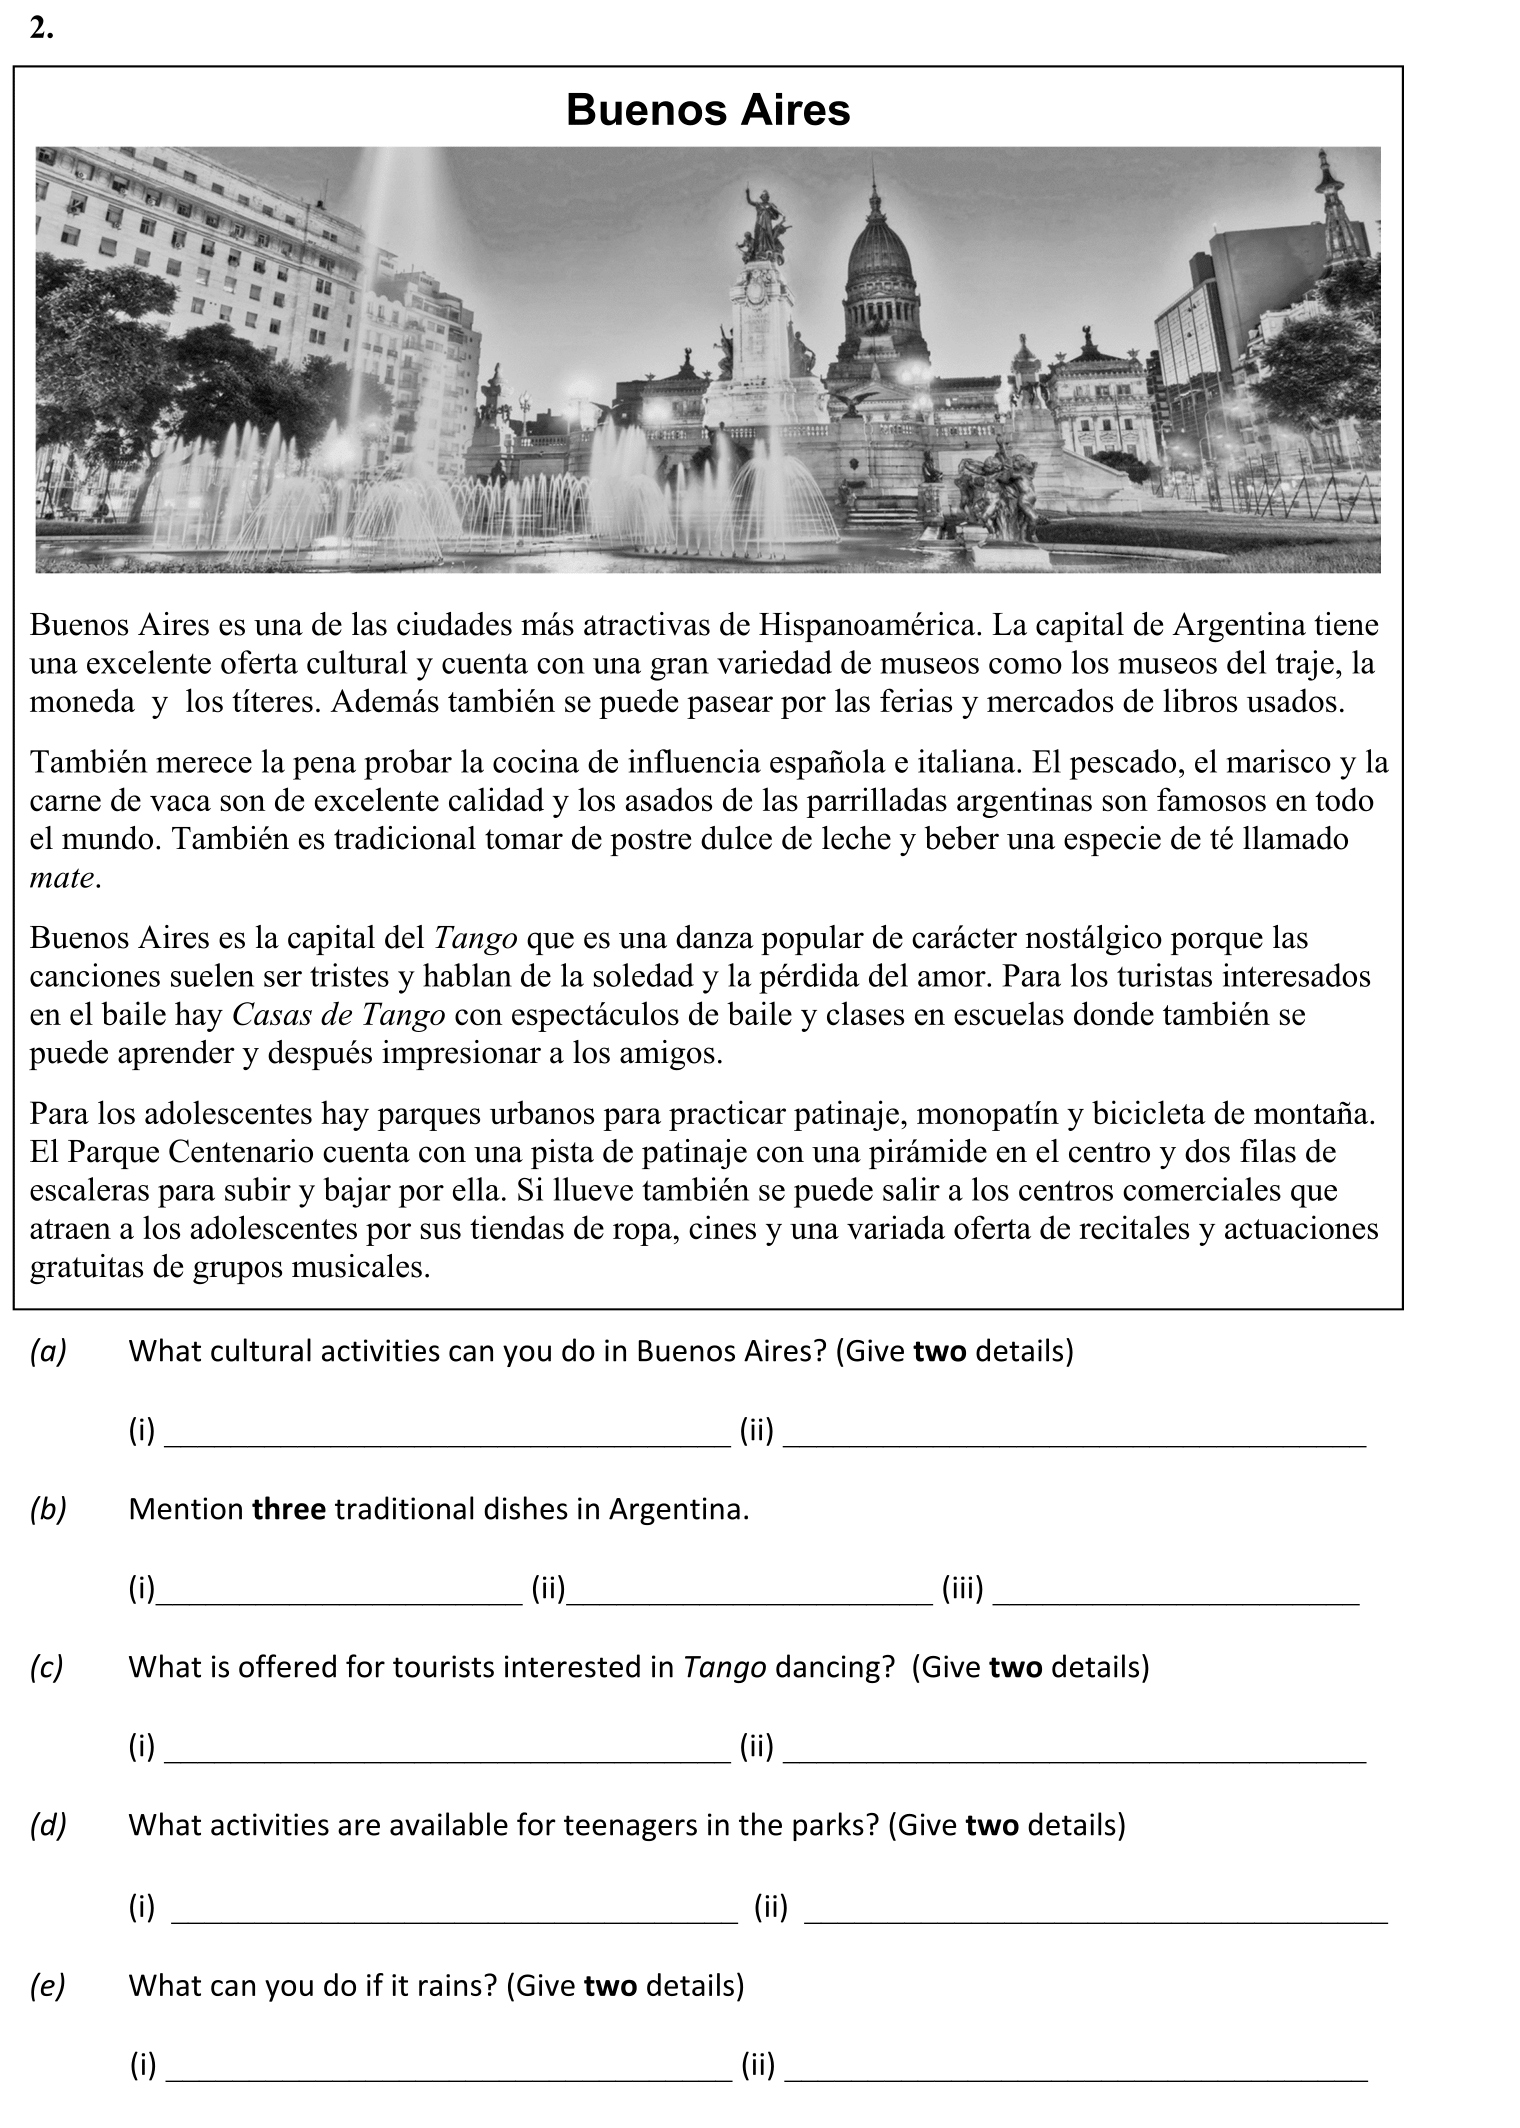 2.
Buenos Aires
Buenos Aires es una de las ciudades más atractivas de Hispanoamérica. La capital de Argentina tiene
una excelente oferta cultural y cuenta con una gran variedad de museos como los museos del traje, la
moneda y los títeres. Además también se puede pasear por las ferias y mercados de libros usados.
También merece la pena probar la cocina de influencia española e italiana. El pescado, el marisco y la
carne de vaca son de excelente calidad y los asados de las parrilladas argentinas son famosos en todo
el mundo. También es tradicional tomar de postre dulce de leche y beber una especie de té llamado
mate.
Buenos Aires es la capital del Tango que es una danza popular de carácter nostálgico porque las
canciones suelen ser tristes y hablan de la soledad y la pérdida del amor. Para los turistas interesados
en el baile hay Casas de Tango con espectáculos de baile y clases en escuelas donde también se
puede aprender y después impresionar a los amigos.
Para los adolescentes hay parques urbanos para practicar patinaje, monopatín y bicicleta de montaña.
El Parque Centenario cuenta con una pista de patinaje con una pirámide en el centro y dos filas de
escaleras para subir y bajar por ella. Si llueve también se puede salir a los centros comerciales que
atraen a los adolescentes por sus tiendas de ropa, cines y una variada oferta de recitales y actuaciones
gratuitas de grupos musicales.
(a) What cultural activities can you do in Buenos Aires? (Give two details)
(i) ___________________________________ (ii) ____________________________________
(b) Mention three traditional dishes in Argentina.
(i)_______________________ (ii)_______________________ (iii) _______________________
(c) What is offered for tourists interested in Tango dancing? (Give two details)
(i) ___________________________________ (ii) ____________________________________
(d) What activities are available for teenagers in the parks? (Give two details)
(i) ___________________________________ (ii) ____________________________________
(e) What can you do if it rains? (Give two details)
(i) ___________________________________ (ii) ____________________________________